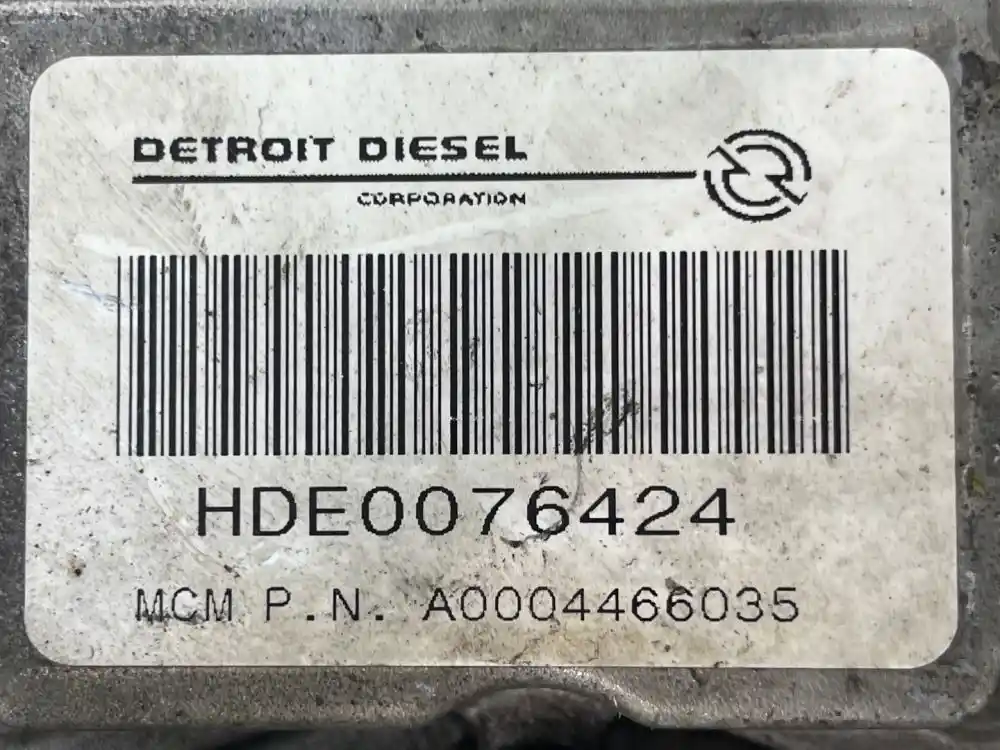 DETROIT DIESEL
CORPORATION
HDE0076424
MCM P.N. A0004466035